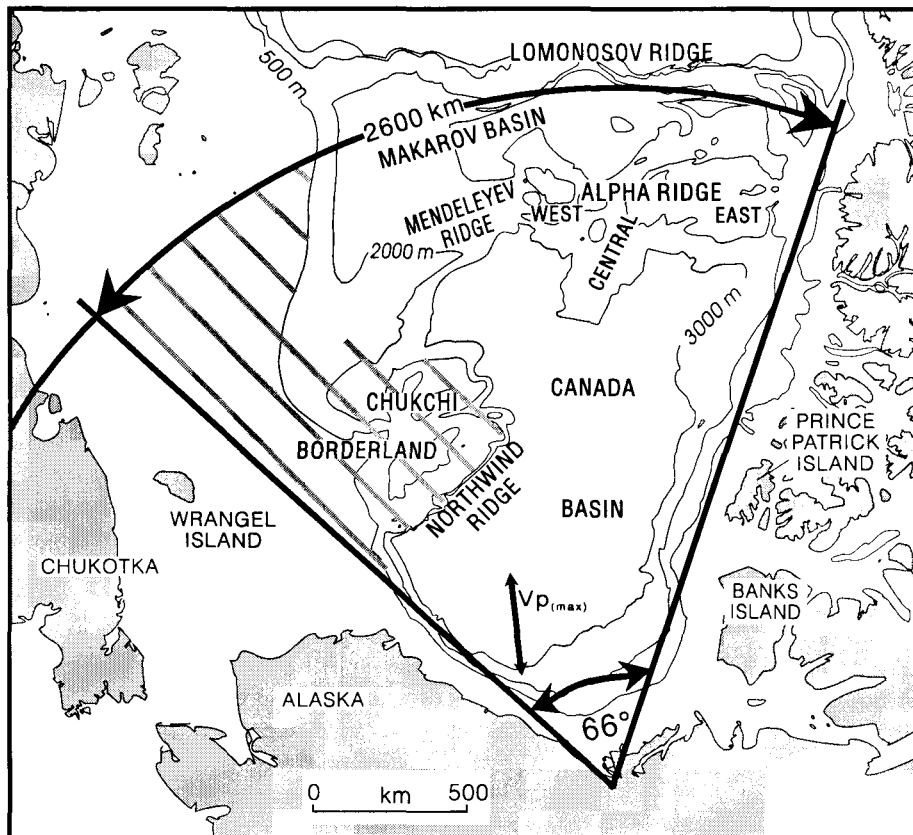 LOMONOSOV RIDGE
500 m
2600 km
MAKAROV BASIN
ALPHA RIDGE
MENDELEYEV
RIDGE
WEST
EAST
2000 m
CENTRAL
3000 m
CANADA
CHUKCHI
PRINCE
PATRICK
ISLAND
BORDERLAND
NORTHWIND
RIDGE
BASIN
WRANGEL
ISLAND
CHUKOTKA
Vp(max)
BANKS
ISLAND
ALASKA
66°
0 km 500